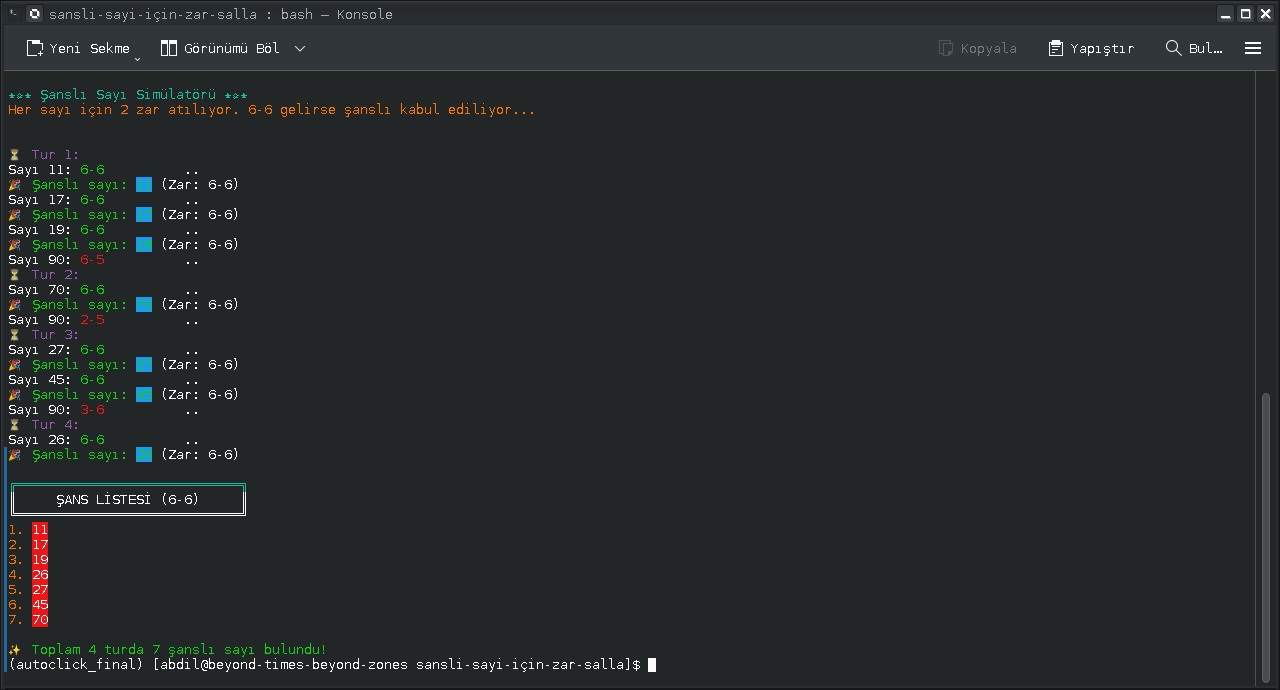 sansli-sayi-için-zar-salla : bash — Konsole
Yeni Sekme Görünümü Böl Kopyala Yapıştır Bul...
*** Şanslı Sayı Simülatörü ***
Her sayı için 2 zar atılıyor. 6-6 gelirse şanslı kabul ediliyor...
Tur 1:
Sayı 11: 6-6 ..
Şanslı sayı: 11 (Zar: 6-6)
Sayı 17: 6-6 ..
Şanslı sayı: 17 (Zar: 6-6)
Sayı 19: 6-6 ..
Şanslı sayı: 19 (Zar: 6-6)
Sayı 90: 6-5 ..
Tur 2:
Sayı 70: 6-6 ..
Şanslı sayı: 70 (Zar: 6-6)
Sayı 90: 2-5 ..
Tur 3:
Sayı 27: 6-6 ..
Şanslı sayı: 27 (Zar: 6-6)
Sayı 45: 6-6 ..
Şanslı sayı: 45 (Zar: 6-6)
Sayı 90: 3-6 ..
Tur 4:
Sayı 26: 6-6 ..
Şanslı sayı: 26 (Zar: 6-6)
ŞANS LİSTESİ (6-6)
1. 11
2. 17
3. 19
4. 26
5. 27
6. 45
7. 70
Toplam 4 turda 7 şanslı sayı bulundu!
(autoclick_final) [abdil@beyond-times-beyond-zones sansli-sayi-için-zar-salla]$